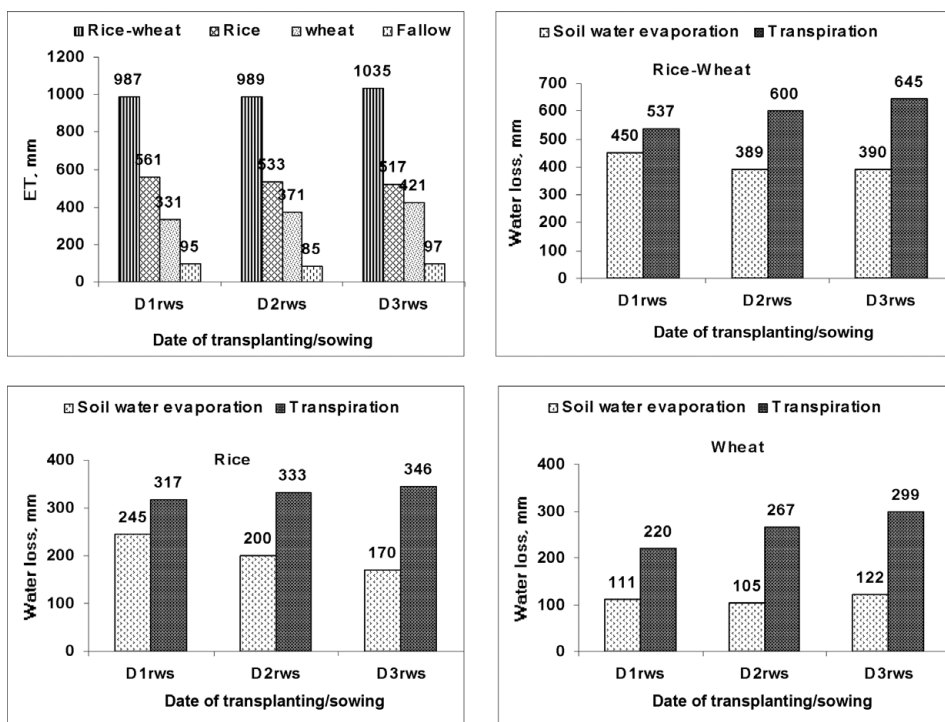 Rice-wheat Rice wheat Fallow
1200
1000
800
600
400
200
0
ET, mm
987
561
331
95
989
533
371
85
1035
517
421
97
D1rws D2rws D3rws
Date of transplanting/sowing
Soil water evaporation Transpiration
Rice-Wheat
700
600
500
400
300
200
100
0
Water loss, mm
450
537
389
600
390
645
D1rws D2rws D3rws
Date of transplanting/sowing
Soil water evaporation Transpiration
Rice
400
300
200
100
0
Water loss, mm
245
317
200
333
170
346
D1rws D2rws D3rws
Date of transplanting/sowing
Soil water evaporation Transpiration
Wheat
400
300
200
100
0
Water loss, mm
111
220
105
267
122
299
D1rws D2rws D3rws
Date of transplanting/sowing